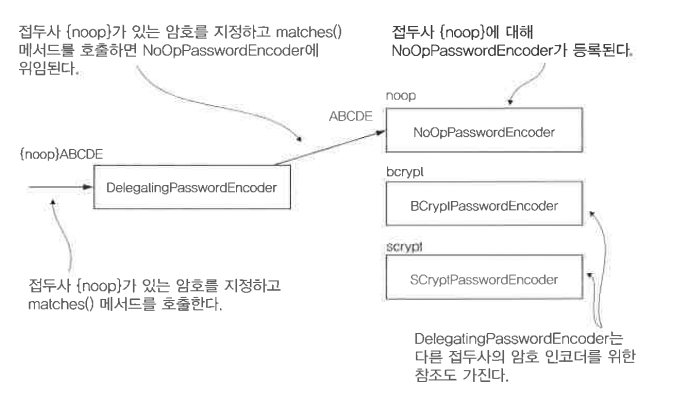 접두사 {noop}가 있는 암호를 지정하고 matches()
메서드를 호출하면 NoOpPasswordEncoder에
위임된다.
접두사 {noop}에 대해
NoOpPasswordEncoder가 등록된다.
noop
ABCDE
NoOpPasswordEncoder
{noop}ABCDE
DelegatingPasswordEncoder
bcrypt
BCryptPasswordEncoder
scrypt
SCryptPasswordEncoder
접두사 {noop}가 있는 암호를 지정하고
matches() 메서드를 호출한다.
DelegatingPasswordEncoder는
다른 접두사의 암호 인코더를 위한
참조도 가진다.